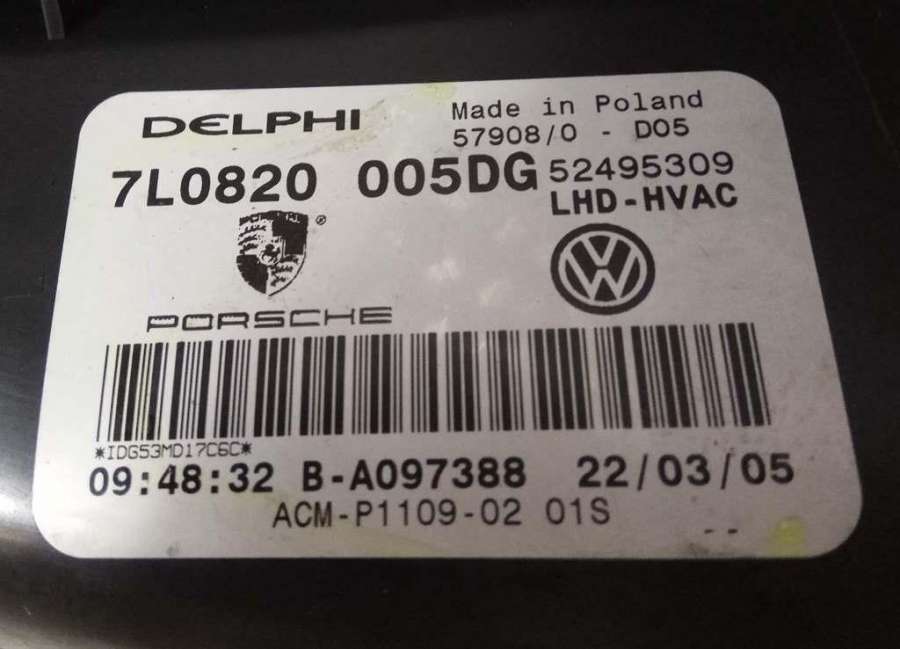 DELPHI
Made in Poland
57908/0 - D05
7L0820 005DG
52495309
LHD-HVAC
®
PORSCHE
*IDG53MD17C6C*
09:48:32 B-A097388 22/03/05
ACM-P1109-02 01S
--